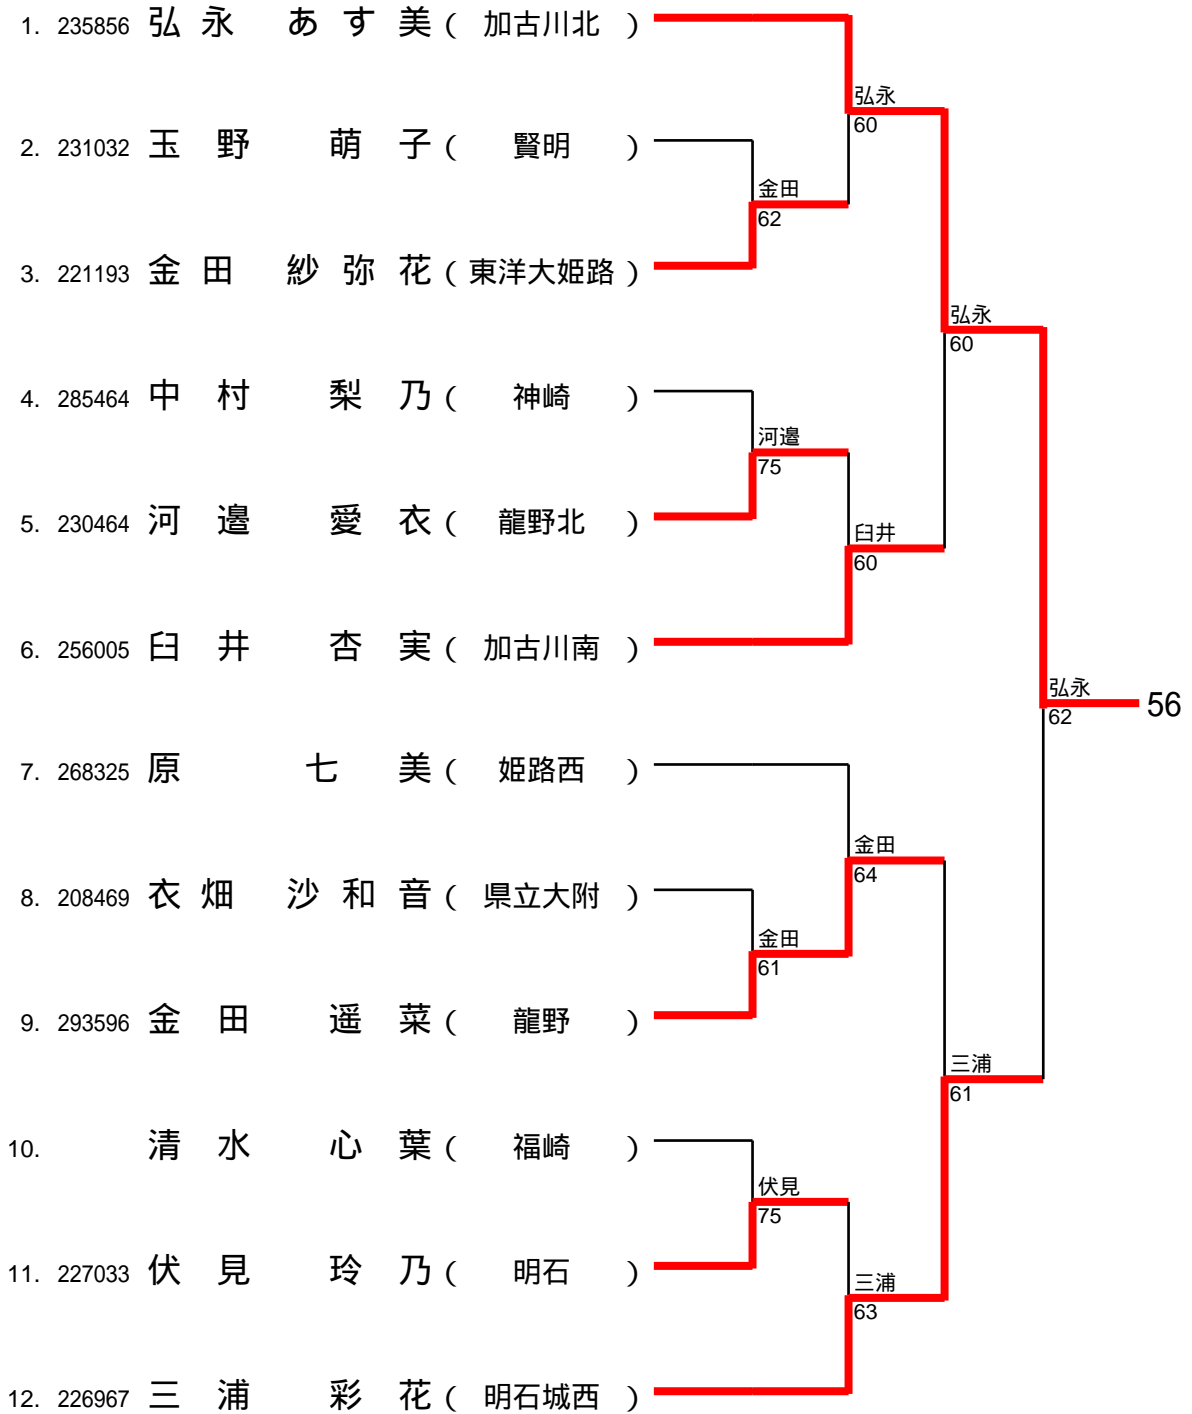 1. 235856 弘永 あす美 ( 加古川北 )
弘永
60
2. 231032 玉野 萌子 ( 賢明 )
金田
62
3. 221193 金田 紗弥花 ( 東洋大姫路 )
弘永
60
4. 285464 中村 梨乃 ( 神崎 )
河邉
75
5. 230464 河邉 愛衣 ( 龍野北 )
臼井
60
6. 256005 臼井 杏実 ( 加古川南 )
弘永
62
56
7. 268325 原 七美 ( 姫路西 )
金田
64
8. 208469 衣畑 沙和音 ( 県立大附 )
金田
61
9. 293596 金田 遥菜 ( 龍野 )
三浦
61
10. 清水 心葉 ( 福崎 )
伏見
75
11. 227033 伏見 玲乃 ( 明石 )
三浦
63
12. 226967 三浦 彩花 ( 明石城西 )